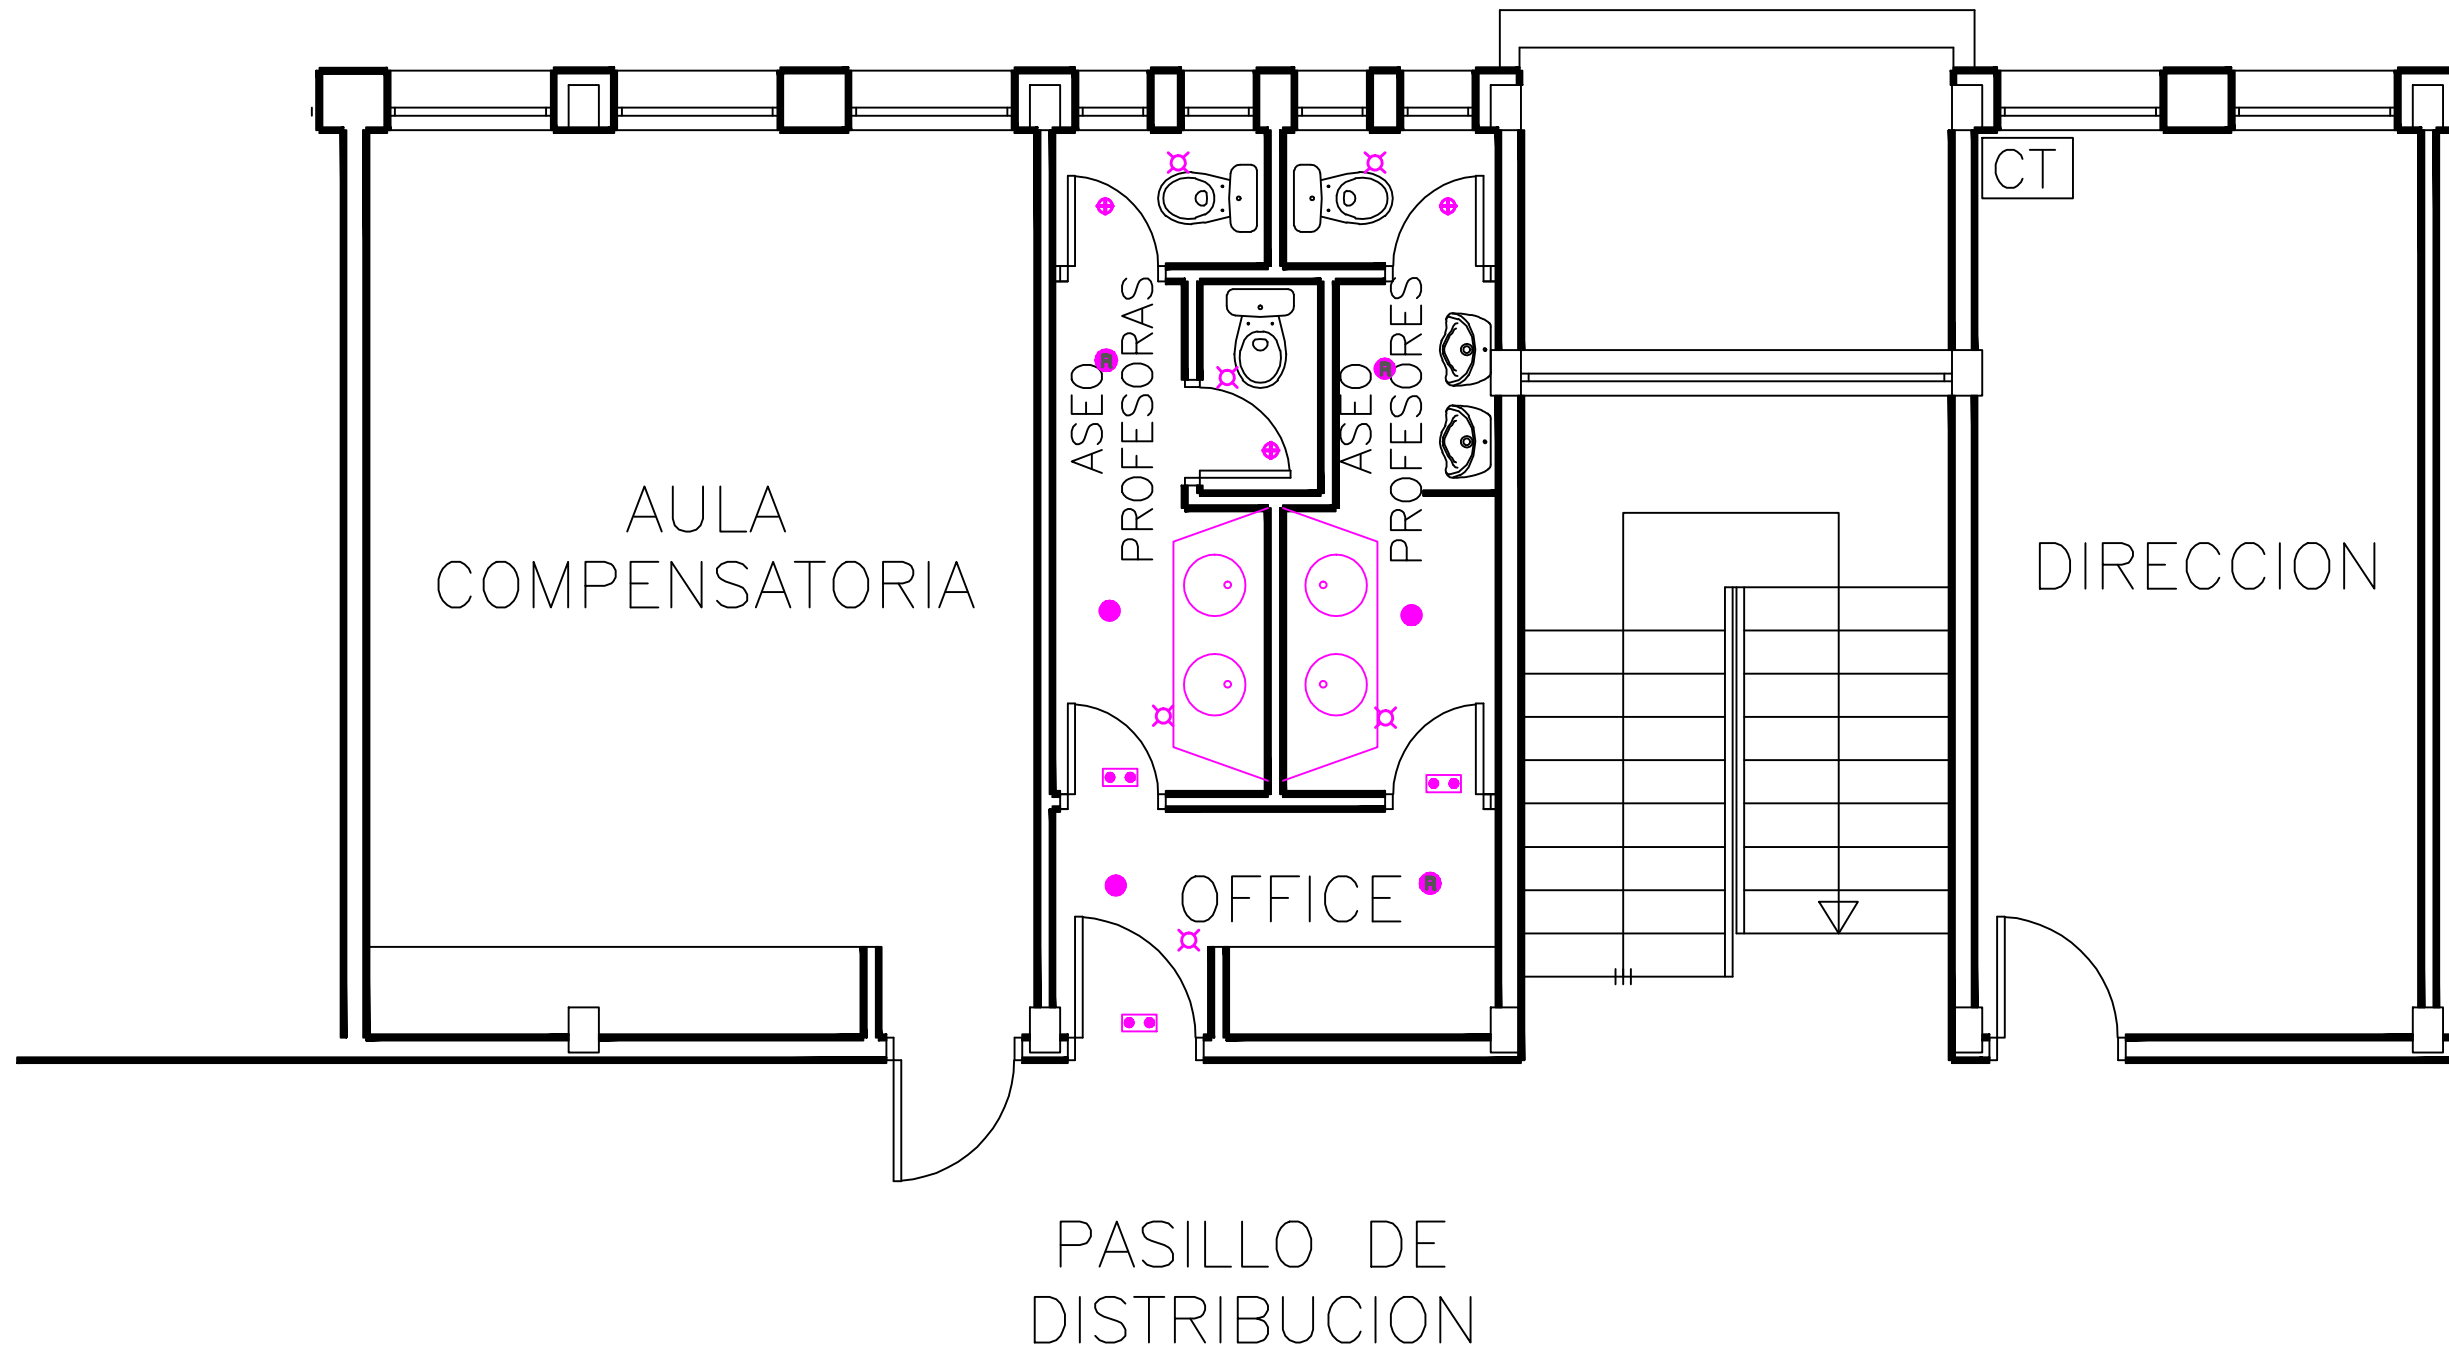 CT
ASEO
PROFESORAS
ASEO
PROFESORES
R
R
AULA
COMPENSATORIA
DIRECCION
OFFICE
R
PASILLO DE
DISTRIBUCION